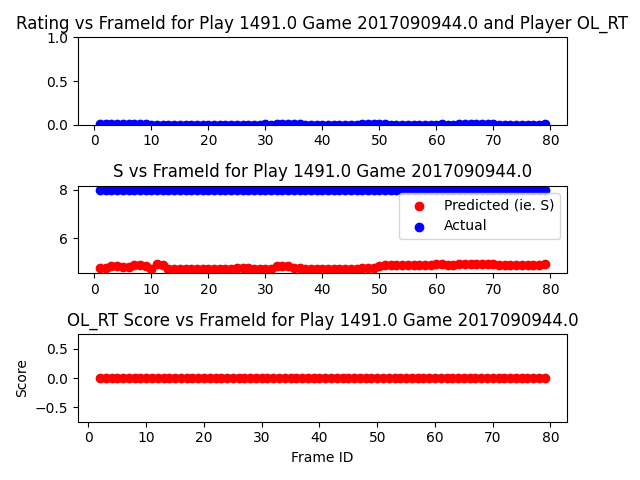 Rating vs FrameId for Play 1491.0 Game 2017090944.0 and Player OL_RT
1.0
0.5
0.0
0 10 20 30 40 50 60 70 80
S vs FrameId for Play 1491.0 Game 2017090944.0
8
6
Predicted (ie. S)
Actual
0 10 20 30 40 50 60 70 80
OL_RT Score vs FrameId for Play 1491.0 Game 2017090944.0
Score
0.5
0.0
−0.5
0 10 20 30 40 50 60 70 80
Frame ID